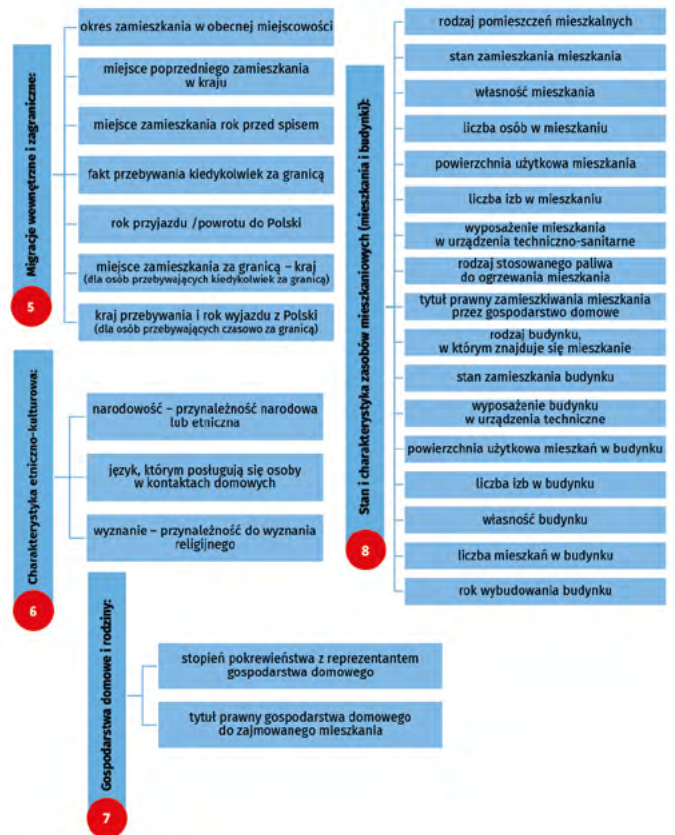 Migracje wewnętrzne i zagraniczne:
5
okres zamieszkania w obecnej miejscowości
miejsce poprzedniego zamieszkania
w kraju
miejsce zamieszkania rok przed spisem
fakt przebywania kiedykolwiek za granicą
rok przyjazdu /powrotu do Polski
miejsce zamieszkania za granicą – kraj
(dla osób przebywających kiedykolwiek za granicą)
kraj przebywania i rok wyjazdu z Polski
(dla osób przebywających czasowo za granicą)
Charakterystyka etniczno-kulturowa:
6
narodowość – przynależność narodowa
lub etniczna
język, którym posługują się osoby
w kontaktach domowych
wyznanie – przynależność do wyznania
religijnego
Gospodarstwa domowe i rodziny:
7
stopień pokrewieństwa z reprezentantem
gospodarstwa domowego
tytuł prawny gospodarstwa domowego
do zajmowanego mieszkania
Stan i charakterystyka zasobów mieszkaniowych (mieszkania i budynki):
8
rodzaj pomieszczeń mieszkalnych
stan zamieszkania mieszkania
własność mieszkania
liczba osób w mieszkaniu
powierzchnia użytkowa mieszkania
liczba izb w mieszkaniu
wyposażenie mieszkania
w urządzenia techniczno-sanitarne
rodzaj stosowanego paliwa
do ogrzewania mieszkania
tytuł prawny zamieszkiwania mieszkania
przez gospodarstwo domowe
rodzaj budynku,
w którym znajduje się mieszkanie
stan zamieszkania budynku
wyposażenie budynku
w urządzenia techniczne
powierzchnia użytkowa mieszkań w budynku
liczba izb w budynku
własność budynku
liczba mieszkań w budynku
rok wybudowania budynku